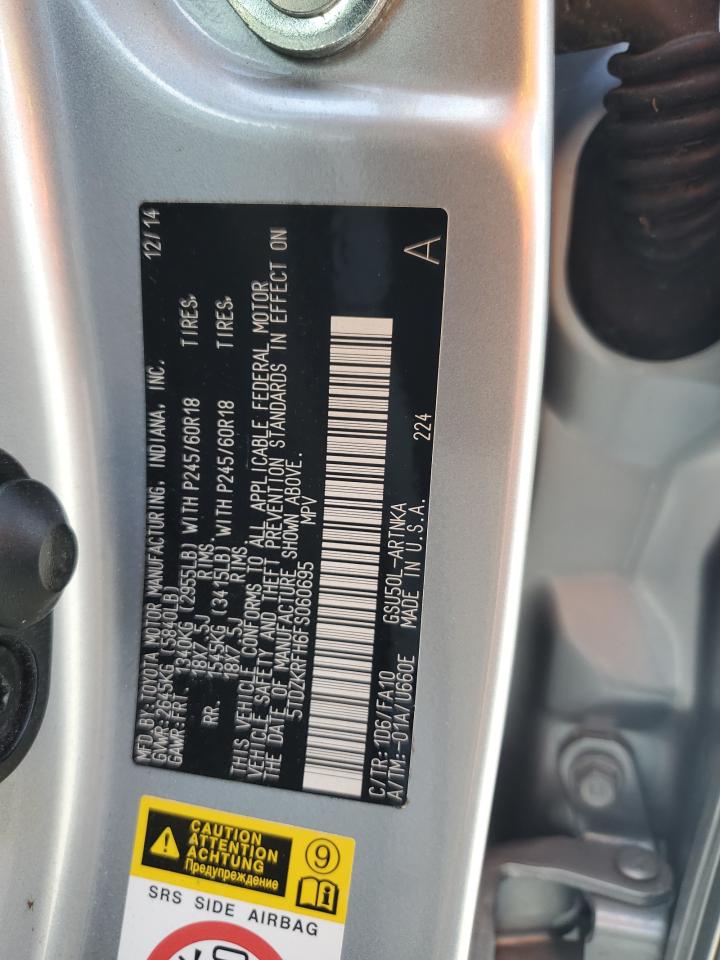 MFD.BY:TOYOTA MOTOR MANUFACTURING, INDIANA, INC. 12/14
GVWR:2645KG (5840LB)
GAWR:FRT. 1340KG (2955LB) WITH P245/60R18 TIRES,
18X7.5J RIMS
RR. 1545KG (3415LB) WITH P245/60R18 TIRES,
18X7.5J RIMS
THIS VEHICLE CONFORMS TO ALL APPLICABLE FEDERAL MOTOR
VEHICLE SAFETY AND THEFT PREVENTION STANDARDS IN EFFECT ON
THE DATE OF MANUFACTURE SHOWN ABOVE.
5TDZKRFH6FS060695 MPV
C/TR:1D6/FA10 GSU50L-ARTNKA
A/TM:-01A/U660E MADE IN U.S.A. 224 A
CAUTION
ATTENTION
ACHTUNG
Предупреждение
9
SRS SIDE AIRBAG